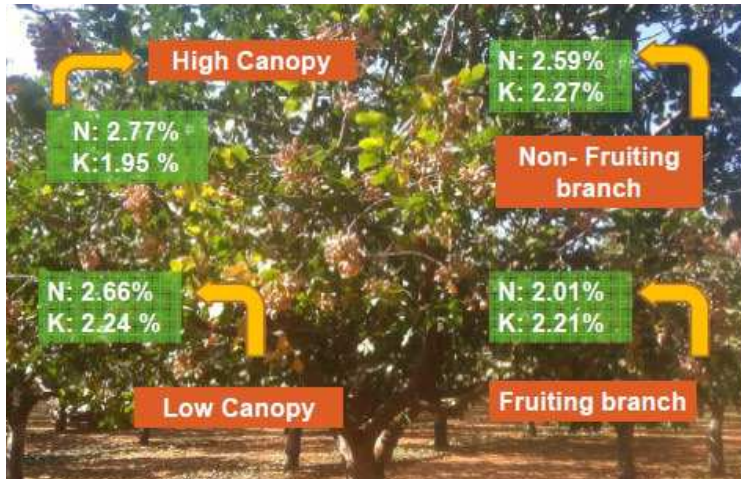 High Canopy
N: 2.77%
K:1.95 %
N: 2.59%
K: 2.27%
Non- Fruiting
branch
N: 2.66%
K: 2.24 %
Low Canopy
N: 2.01%
K: 2.21%
Fruiting branch